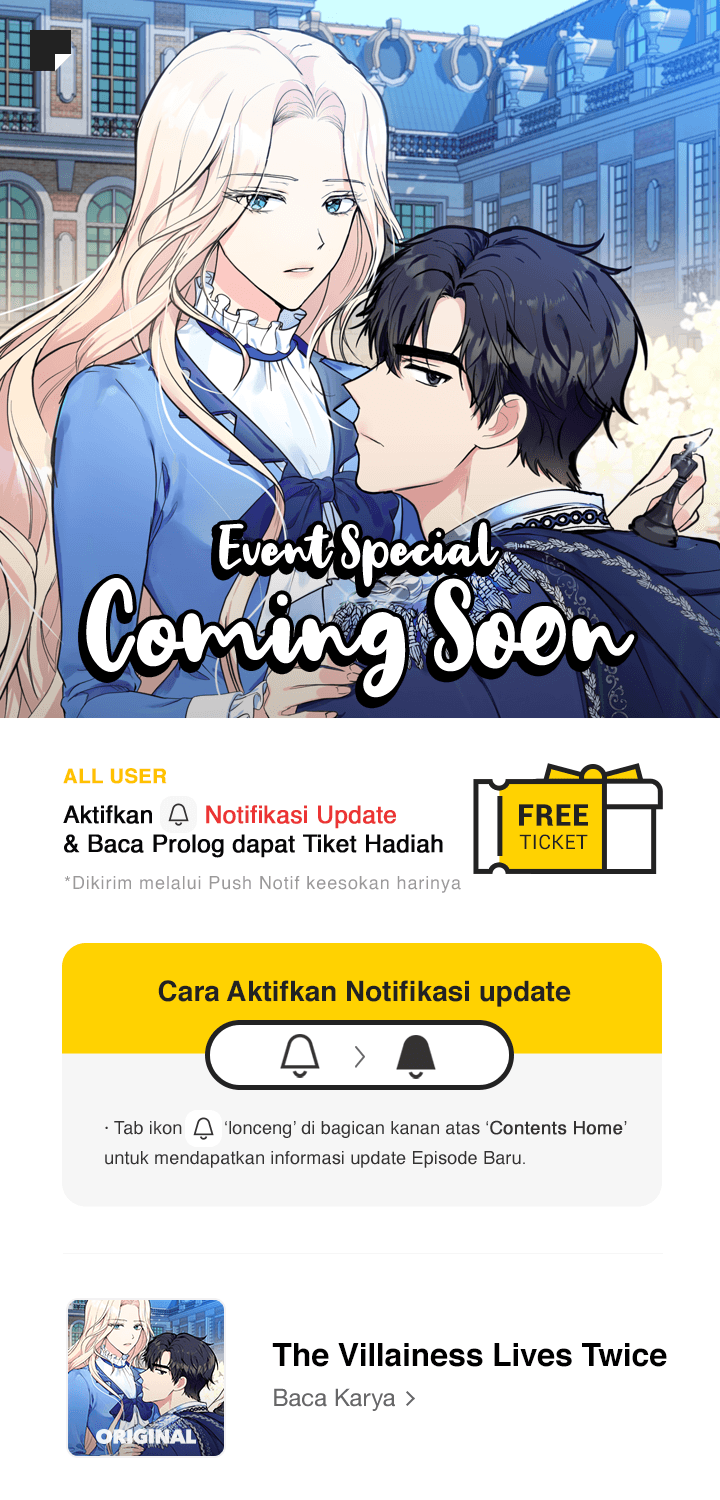 Event Special
Coming Soon
ALL USER
Aktifkan Notifikasi Update
& Baca Prolog dapat Tiket Hadiah
*Dikirim melalui Push Notif keesokan harinya
FREE
TICKET
Cara Aktifkan Notifikasi update
· Tab ikon ‘lonceng’ di bagican kanan atas ‘Contents Home’
untuk mendapatkan informasi update Episode Baru.
ORIGINAL
The Villainess Lives Twice
Baca Karya >